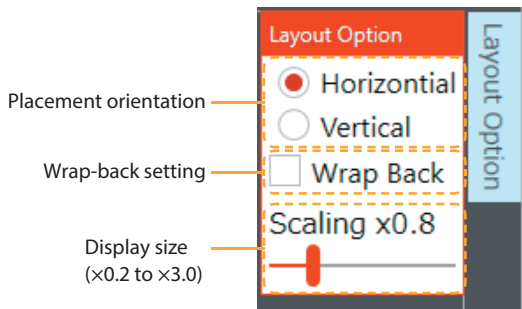 Layout Option
Placement orientation
Horizontial
Vertical
Wrap-back setting
Wrap Back
Display size
(×0.2 to ×3.0)
Scaling x0.8
Layout Option